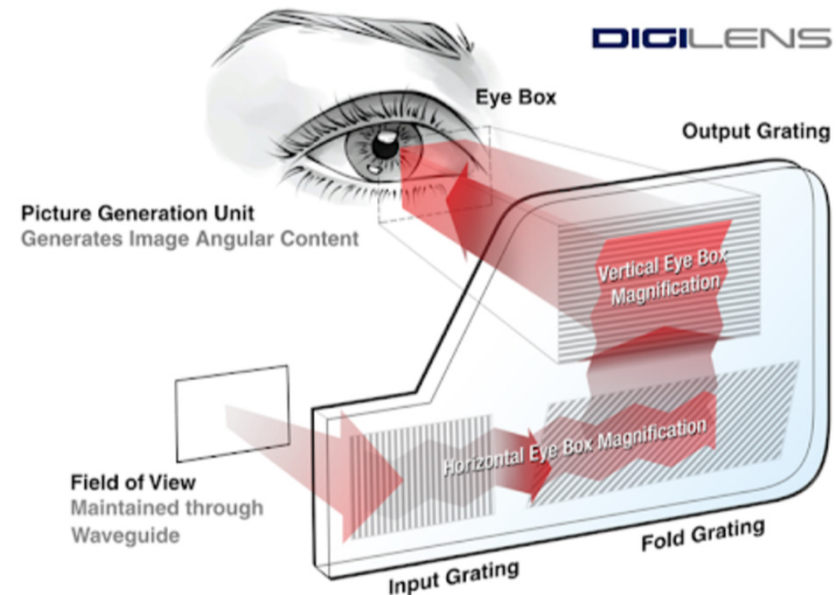 DIGILENS
Eye Box
Output Grating
Picture Generation Unit
Generates Image Angular Content
Vertical Eye Box
Magnification
Horizontal Eye Box Magnification
Field of View
Maintained through
Waveguide
Fold Grating
Input Grating